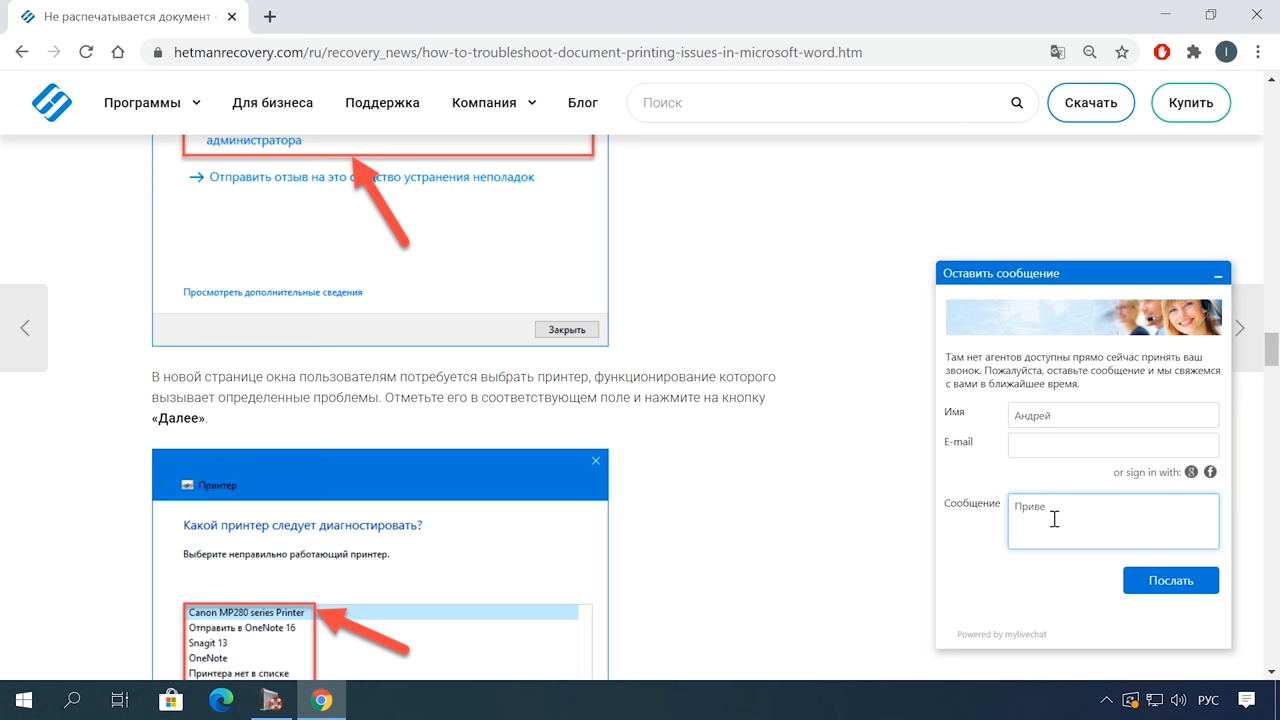 Не распечатывается документ
hetmanrecovery.com/ru/recovery_news/how-to-troubleshoot-document-printing-issues-in-microsoft-word.htm
I
Программы
Для бизнеса
Поддержка
Компания
Блог
Поиск
Скачать
Купить
администратора
Отправить отзыв на это средство устранения неполадок
Просмотреть дополнительные сведения
Закрыть
В новой странице окна пользователям потребуется выбрать принтер, функционирование которого
вызывает определенные проблемы. Отметьте его в соответствующем поле и нажмите на кнопку
«Далее».
Принтер
Какой принтер следует диагностировать?
Выберите неправильно работающий принтер.
Canon MP280 series Printer
Отправить в OneNote 16
Snagit 13
OneNote
Принтера нет в списке
Оставить сообщение
Там нет агентов доступны прямо сейчас принять ваш
звонок. Пожалуйста, оставьте сообщение и мы свяжемся
с вами в ближайшее время.
Имя
Андрей
E-mail
or sign in with:
Сообщение
Приве
Послать
Powered by mylivechat
РУС